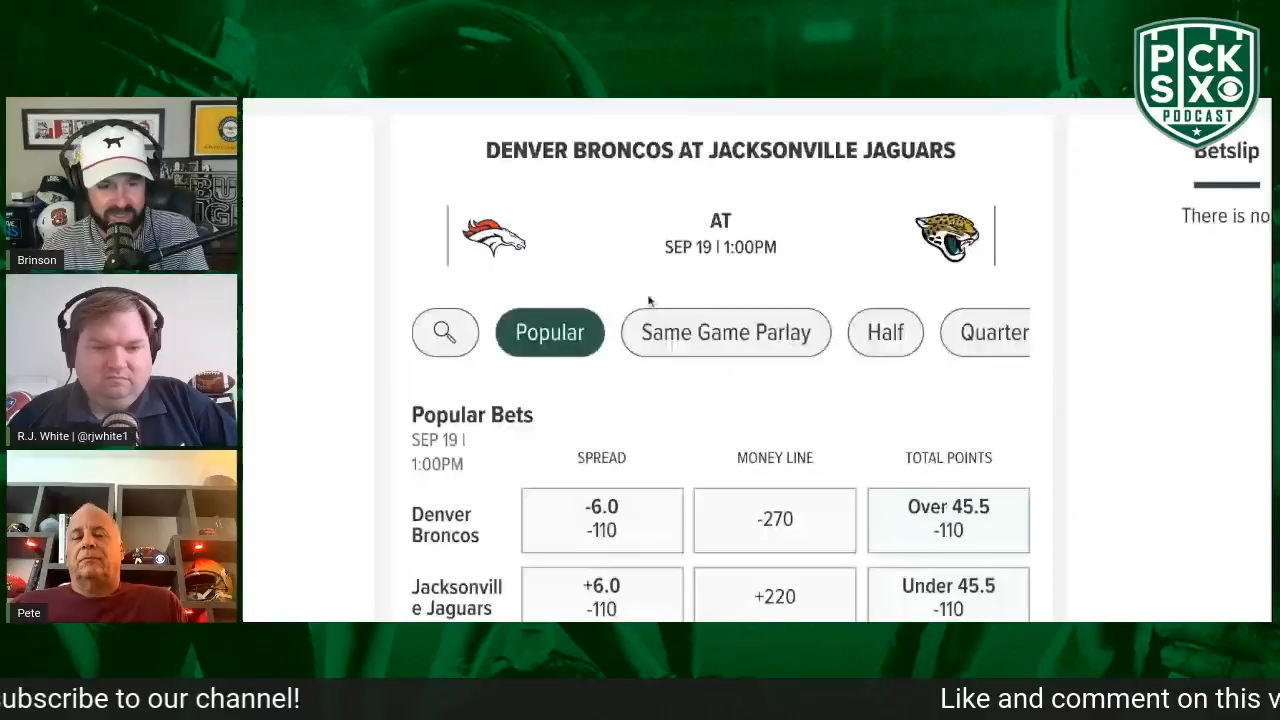 P CK
S X
PODCAST
DENVER BRONCOS AT JACKSONVILLE JAGUARS
Betslip
AT
SEP 19 | 1:00PM
There is no
Brinson
Popular
Same Game Parlay
Half
Quarter
Popular Bets
SEP 19 |
1:00PM
SPREAD
MONEY LINE
TOTAL POINTS
R.J. White | @rjwhite1
Denver
Broncos
-6.0
-110
-270
Over 45.5
-110
Jacksonvill
e Jaguars
+6.0
-110
+220
Under 45.5
-110
Pete
subscribe to our channel!
Like and comment on this v